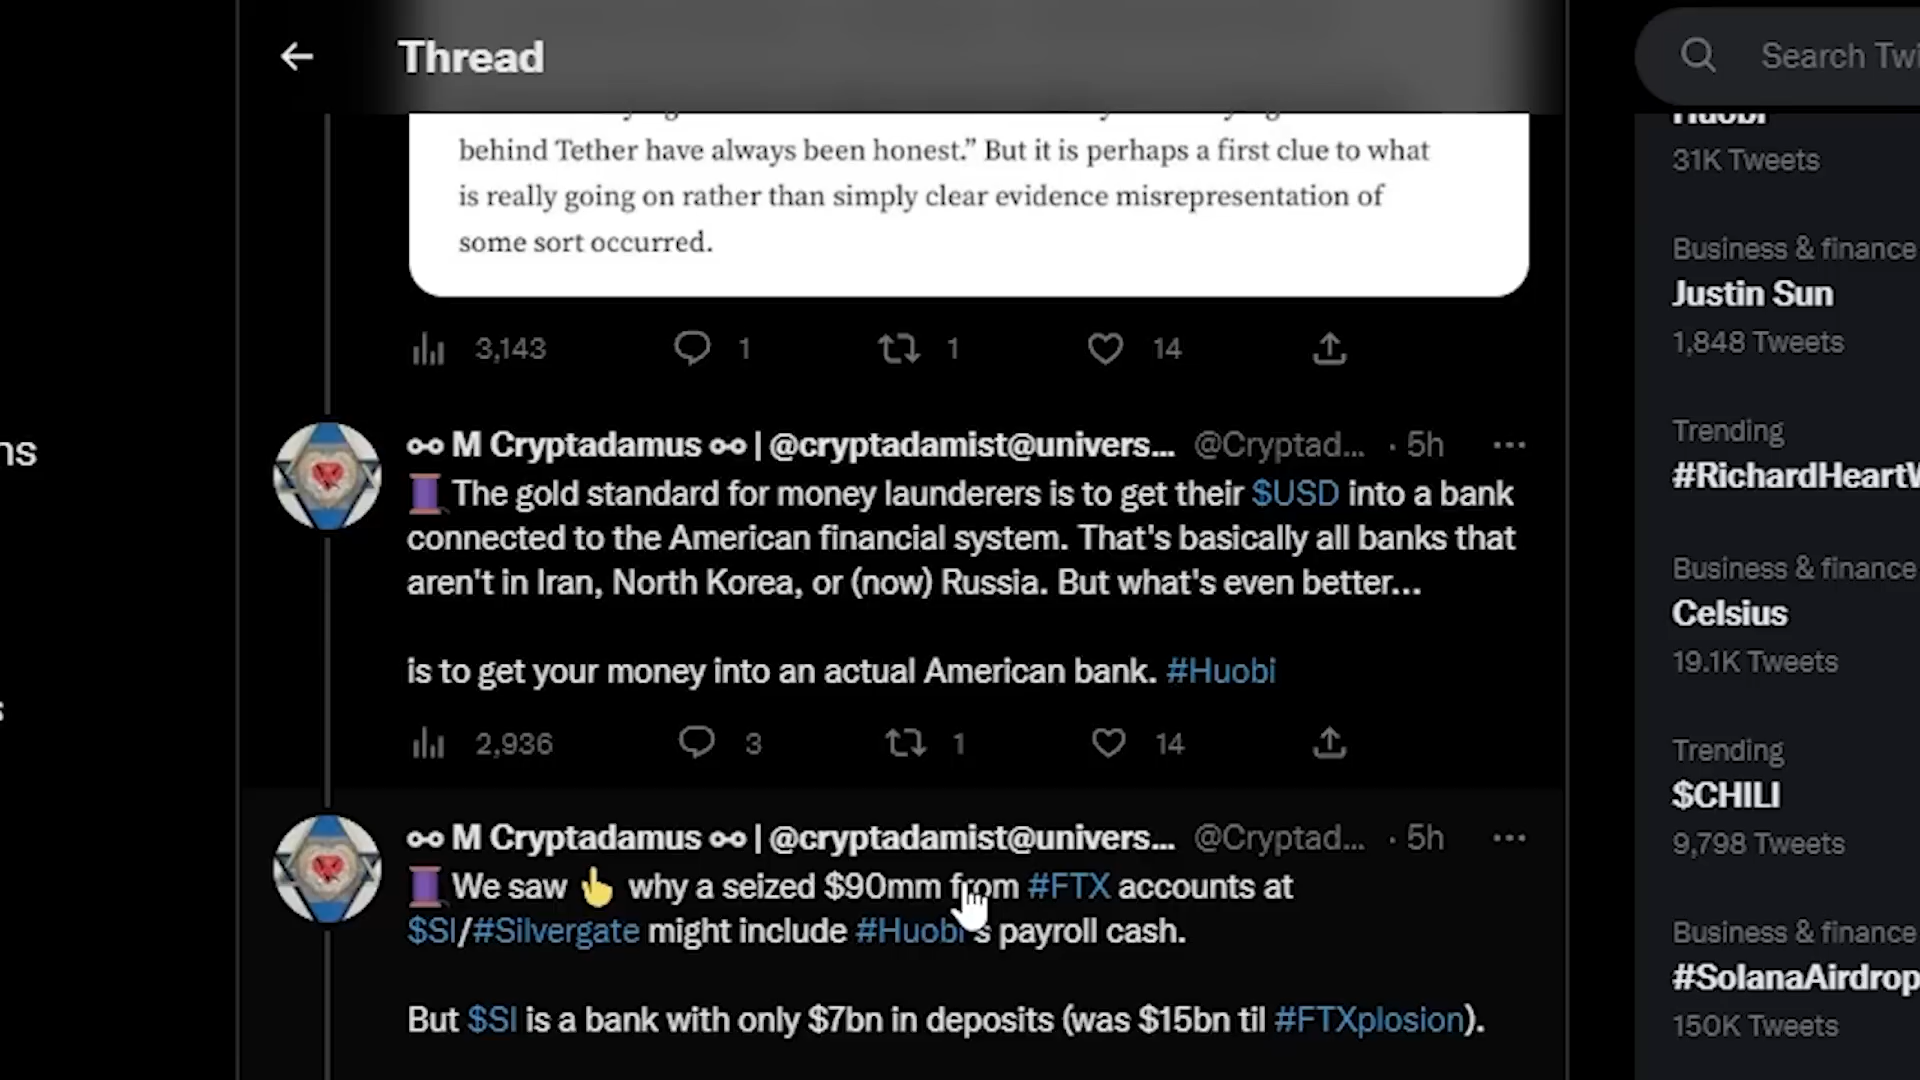 Thread
behind Tether have always been honest.” But it is perhaps a first clue to what
is really going on rather than simply clear evidence misrepresentation of
some sort occurred.
3,143 1 1 14
M Cryptadamus | @cryptadamist@univers... @Cryptad... · 5h
The gold standard for money launderers is to get their $USD into a bank
connected to the American financial system. That's basically all banks that
aren't in Iran, North Korea, or (now) Russia. But what's even better...
is to get your money into an actual American bank. #Huobi
2,936 3 1 14
M Cryptadamus | @cryptadamist@univers... @Cryptad... · 5h
We saw 👆 why a seized $90mm from #FTX accounts at
$SI/#Silvergate might include #Huobi's payroll cash.
But $SI is a bank with only $7bn in deposits (was $15bn til #FTXplosion).
Search Twi
Huobi
31K Tweets
Business & finance
Justin Sun
1,848 Tweets
Trending
#RichardHeartW
Business & finance
Celsius
19.1K Tweets
Trending
$CHILI
9,798 Tweets
Business & finance
#SolanaAirdrop
150K Tweets
ns
s